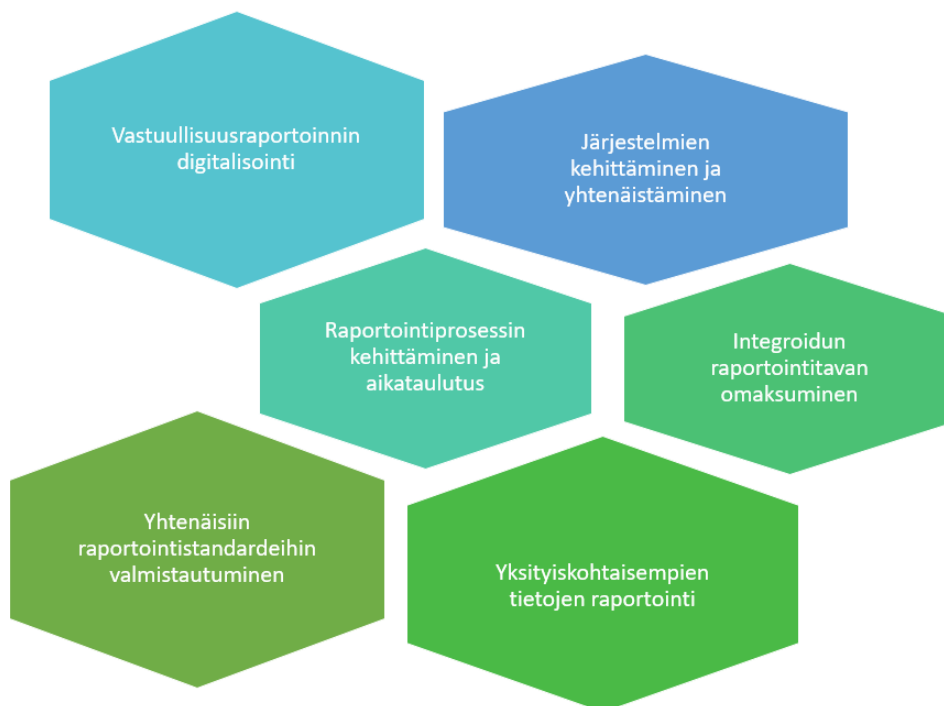 Vastuullisuusraportoinnin
digitalisointi
Järjestelmien
kehittäminen ja
yhtenäistäminen
Raportointiprosessin
kehittäminen ja
aikataulutus
Integroidun
raportointitavan
omaksuminen
Yhtenäisiin
raportointistandardeihin
valmistautuminen
Yksityiskohtaisempien
tietojen raportointi